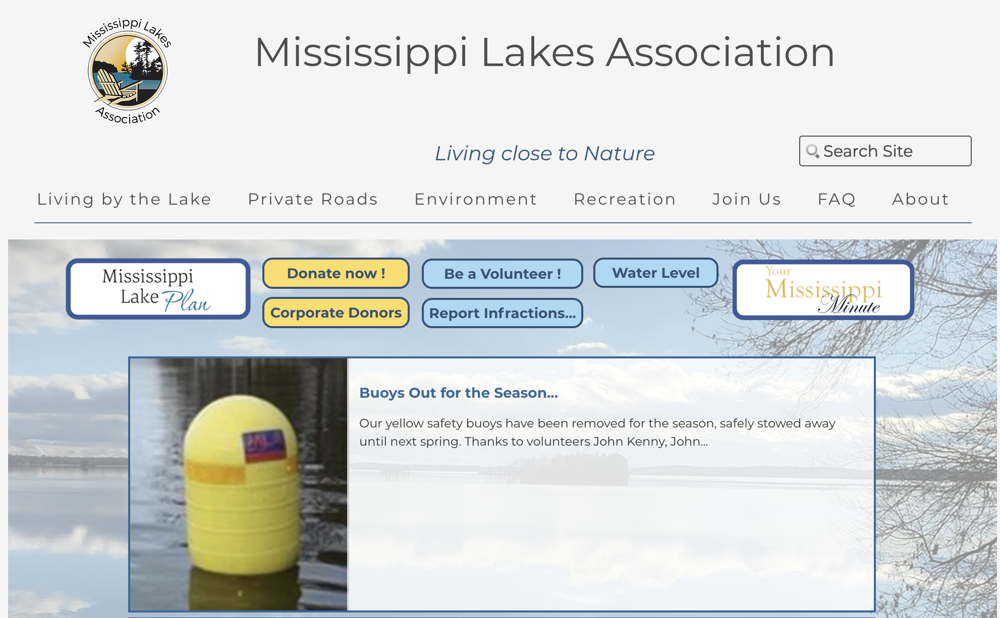 Mississippi Lakes
Association
Mississippi Lakes Association
Living close to Nature
Search Site
Living by the Lake
Private Roads
Environment
Recreation
Join Us
FAQ
About
Mississippi
Lake Plan
Donate now !
Be a Volunteer !
Water Level
Corporate Donors
Report Infractions...
Your
Mississippi
Minute
Buoys Out for the Season...
Our yellow safety buoys have been removed for the season, safely stowed away
until next spring. Thanks to volunteers John Kenny, John...